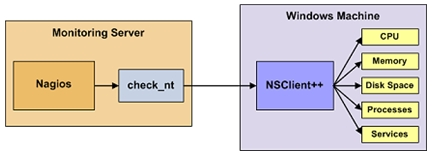 Monitoring Server
Nagios
check_nt
Windows Machine
NSClient++
CPU
Memory
Disk Space
Processes
Services